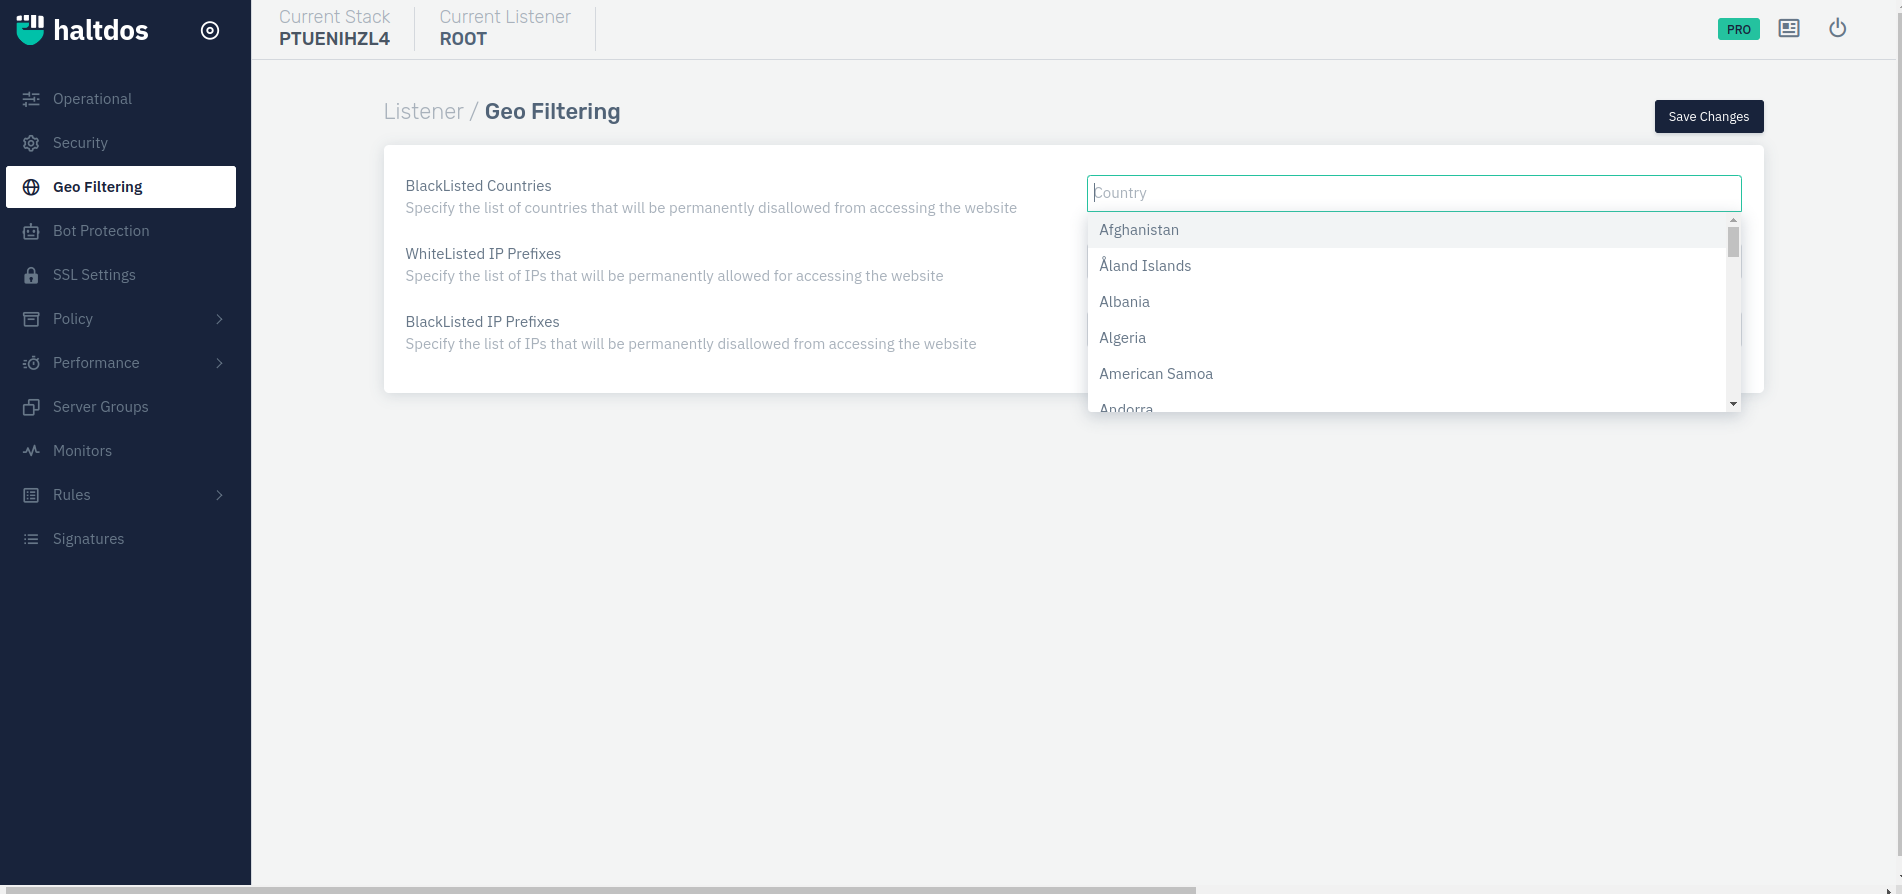 haltdos
Current Stack
PTUENIHZL4
Current Listener
ROOT
PRO
Operational
Security
Geo Filtering
Bot Protection
SSL Settings
Policy
Performance
Server Groups
Monitors
Rules
Signatures
Listener / Geo Filtering
Save Changes
BlackListed Countries
Specify the list of countries that will be permanently disallowed from accessing the website
WhiteListed IP Prefixes
Specify the list of IPs that will be permanently allowed for accessing the website
BlackListed IP Prefixes
Specify the list of IPs that will be permanently disallowed from accessing the website
Country
Afghanistan
Åland Islands
Albania
Algeria
American Samoa
Andorra